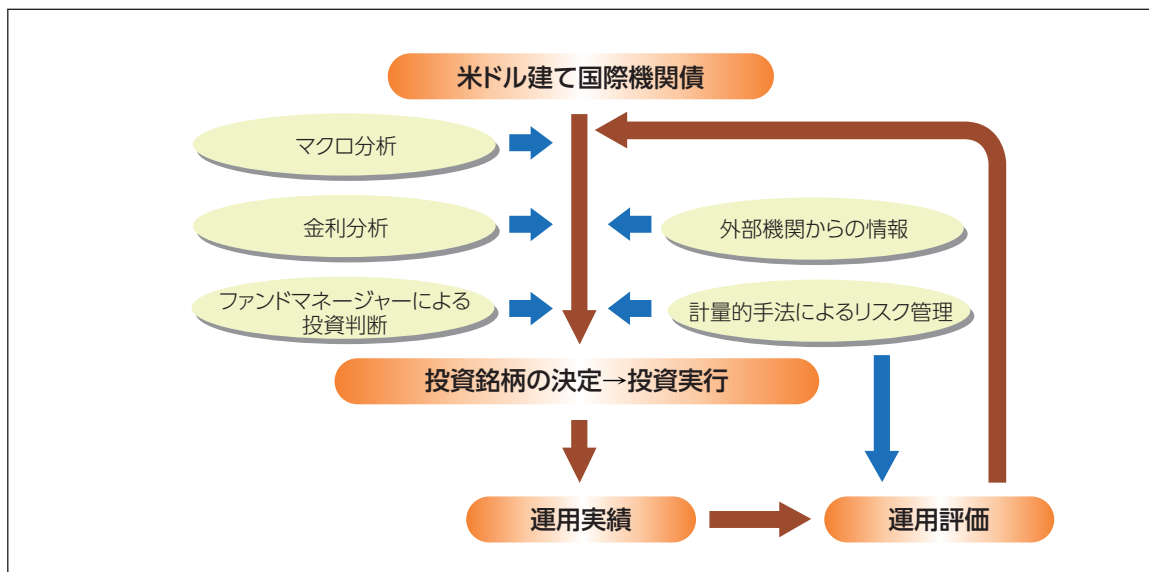 米ドル建て国際機関債
マクロ分析
金利分析
外部機関からの情報
ファンドマネージャーによる
投資判断
計量的手法によるリスク管理
投資銘柄の決定→投資実行
運用実績
運用評価